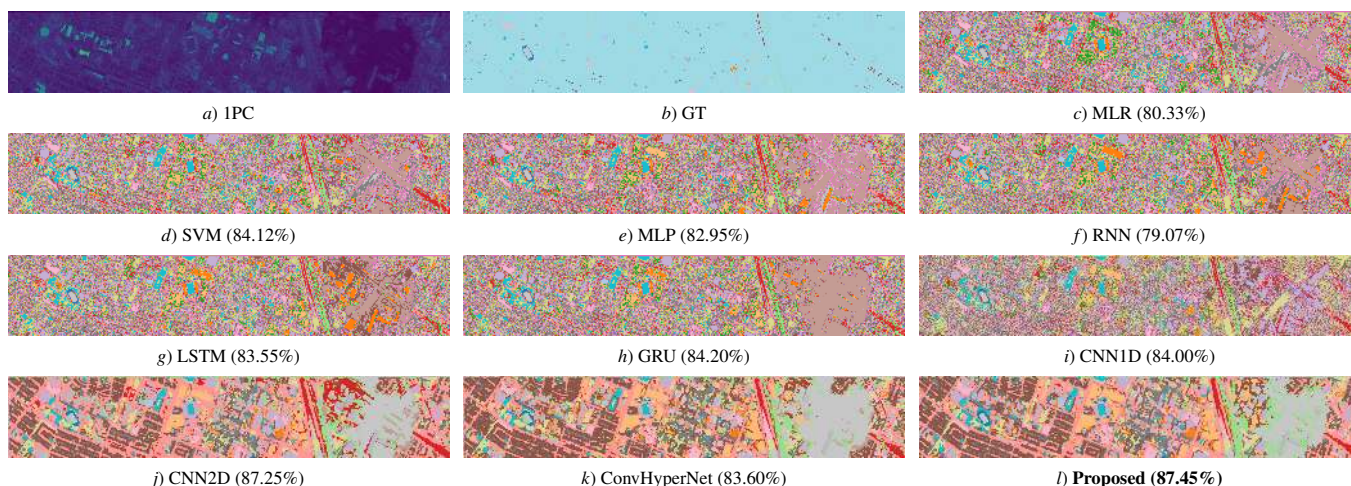 a) 1PC
b) GT
c) MLR (80.33%)
d) SVM (84.12%)
e) MLP (82.95%)
f) RNN (79.07%)
g) LSTM (83.55%)
h) GRU (84.20%)
i) CNN1D (84.00%)
j) CNN2D (87.25%)
k) ConvHyperNet (83.60%)
l) Proposed (87.45%)